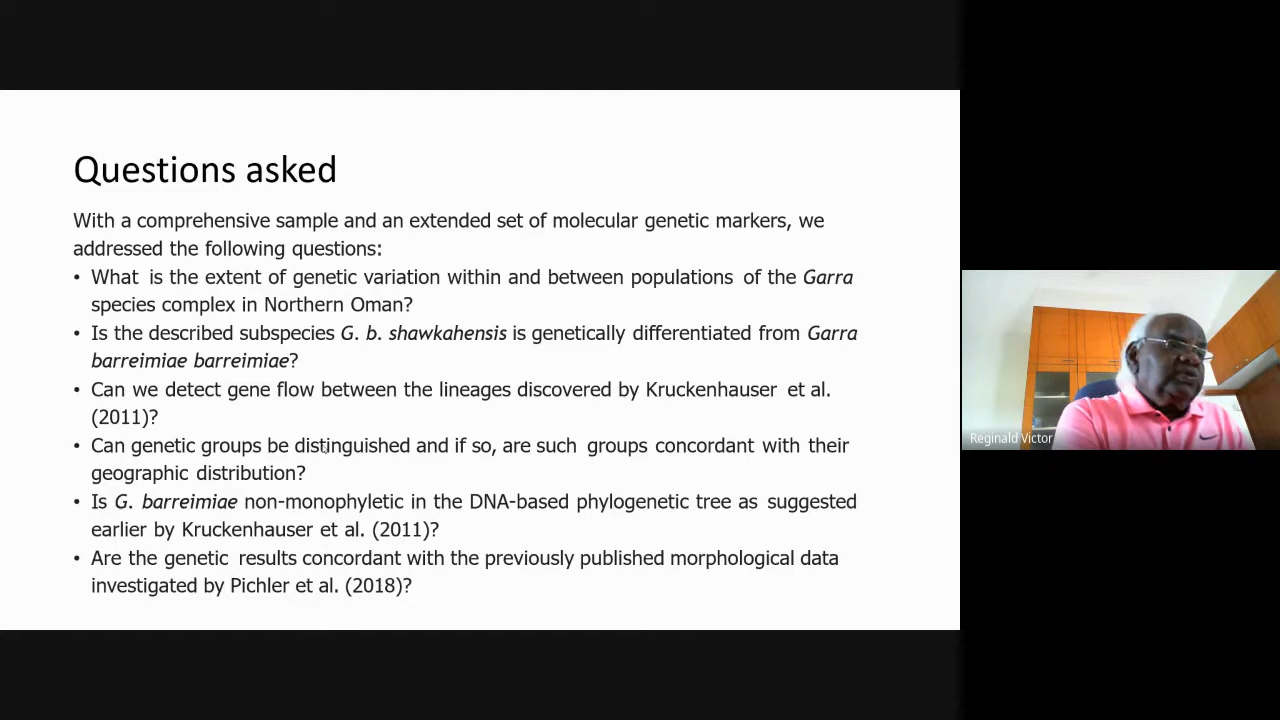 Questions asked
With a comprehensive sample and an extended set of molecular genetic markers, we
addressed the following questions:
• What is the extent of genetic variation within and between populations of the Garra
species complex in Northern Oman?
• Is the described subspecies G. b. shawkahensis is genetically differentiated from Garra
barreimiae barreimiae?
• Can we detect gene flow between the lineages discovered by Kruckenhauser et al.
(2011)?
• Can genetic groups be distinguished and if so, are such groups concordant with their
geographic distribution?
• Is G. barreimiae non-monophyletic in the DNA-based phylogenetic tree as suggested
earlier by Kruckenhauser et al. (2011)?
• Are the genetic results concordant with the previously published morphological data
investigated by Pichler et al. (2018)?
Reginald Victor